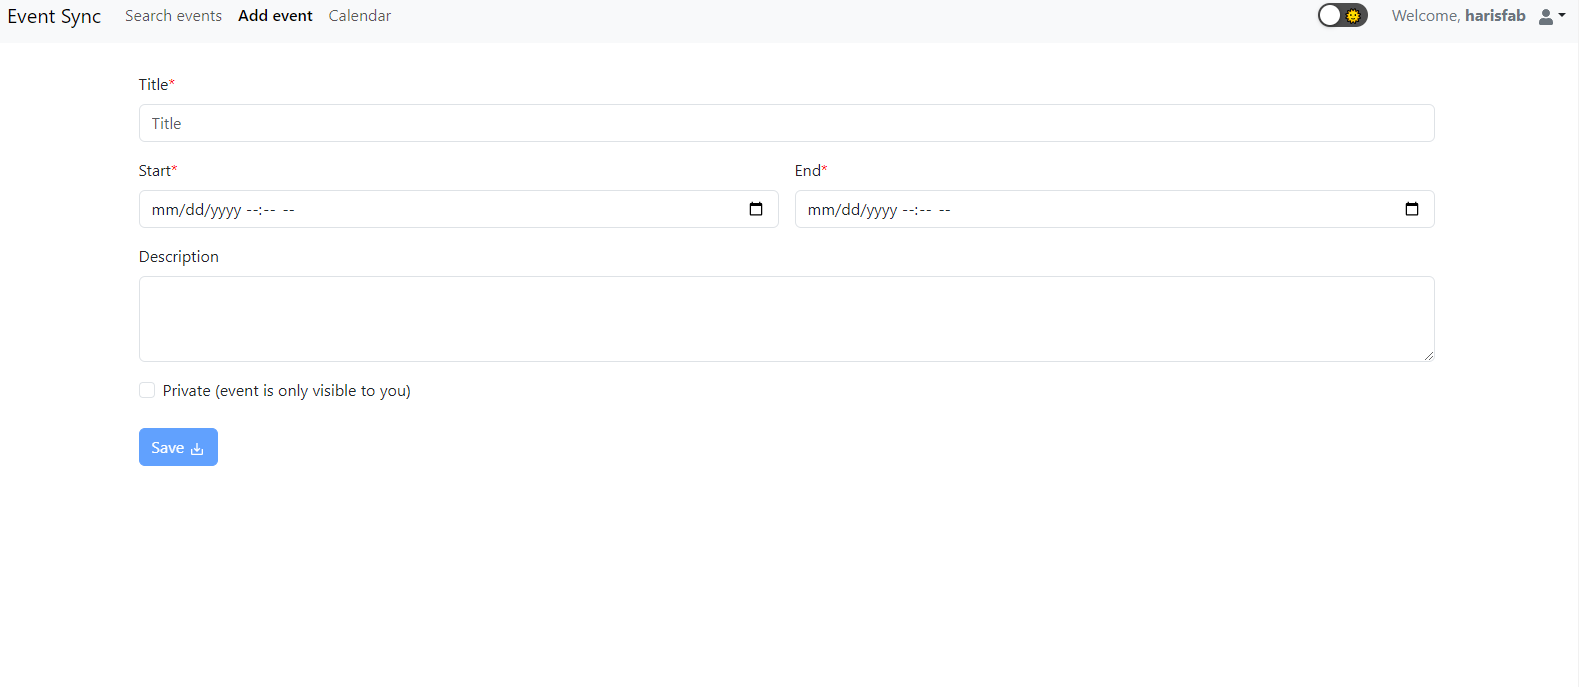 Event Sync Search events Add event Calendar Welcome, harisfab
Title*
Title
Start* End*
mm/dd/yyyy --:-- -- mm/dd/yyyy --:-- --
Description
Private (event is only visible to you)
Save